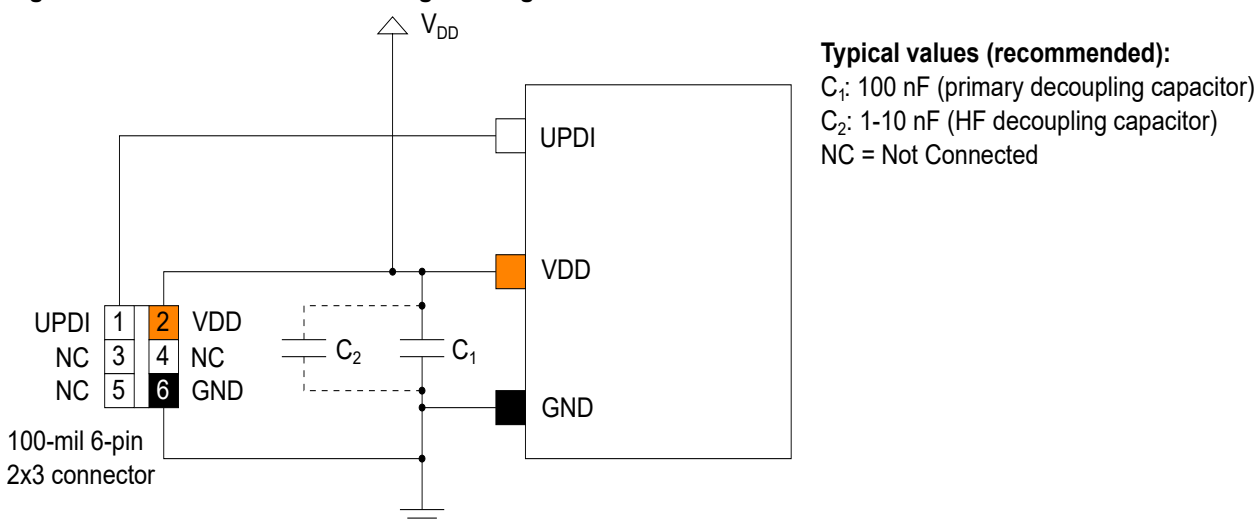 V_DD
Typical values (recommended):
C₁: 100 nF (primary decoupling capacitor)
C₂: 1-10 nF (HF decoupling capacitor)
NC = Not Connected
UPDI
VDD
UPDI 1 2 VDD
NC 3 4 NC
NC 5 6 GND
C₂
C₁
GND
100-mil 6-pin
2x3 connector